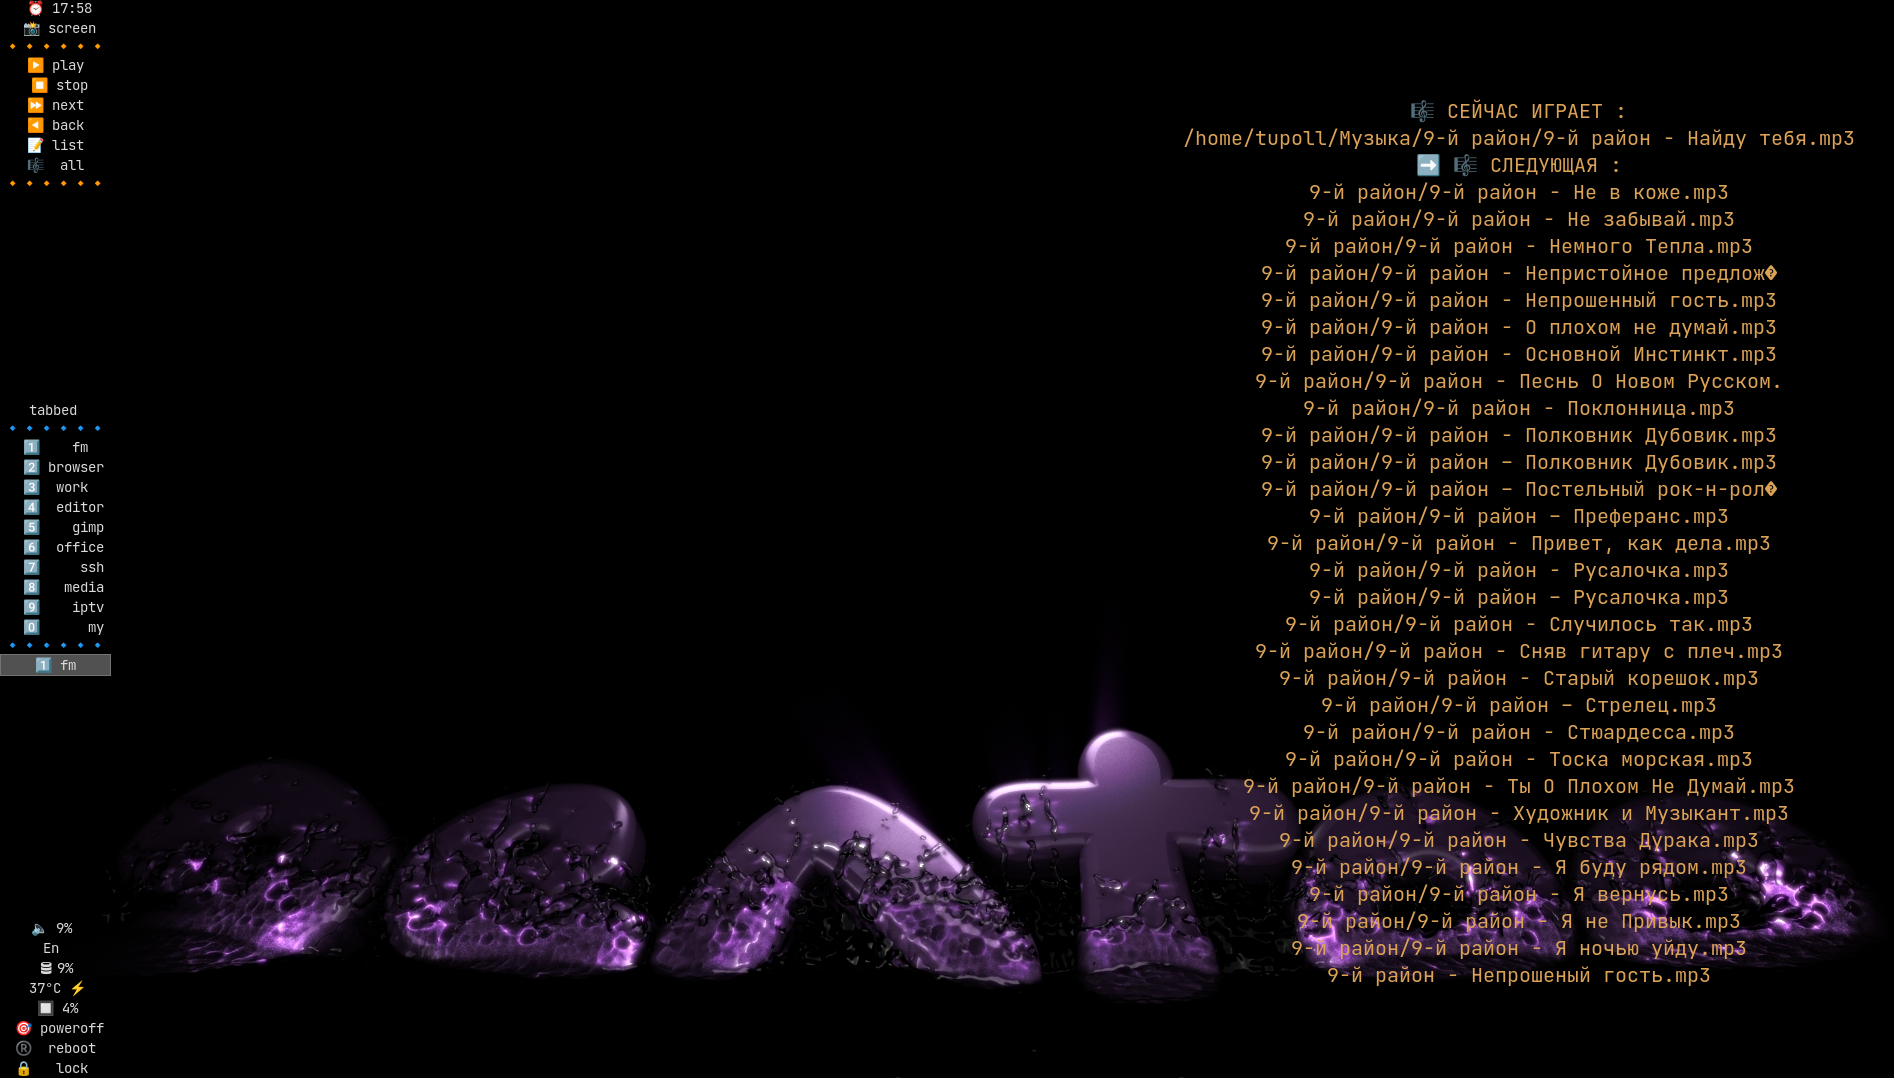 ⏰ 17:58
📸 screen
▶️ play
⏹️ stop
⏩ next
◀️ back
📝 list
🎼 all
tabbed
1️⃣ fm
2️⃣ browser
3️⃣ work
4️⃣ editor
5️⃣ gimp
6️⃣ office
7️⃣ ssh
8️⃣ media
9️⃣ iptv
0️⃣ my
1️⃣ fm
🔈 9%
En
9%
37°C ⚡
🔲 4%
🎯 poweroff
®️ reboot
🔒 lock
🎼 СЕЙЧАС ИГРАЕТ :
/home/tupoll/Музыка/9-й район/9-й район - Найду тебя.mp3
➡️ 🎼 СЛЕДУЮЩАЯ :
9-й район/9-й район - Не в коже.mp3
9-й район/9-й район - Не забывай.mp3
9-й район/9-й район - Немного Тепла.mp3
9-й район/9-й район - Непристойное предлож�
9-й район/9-й район - Непрошенный гость.mp3
9-й район/9-й район - О плохом не думай.mp3
9-й район/9-й район - Основной Инстинкт.mp3
9-й район/9-й район - Песнь О Новом Русском.
9-й район/9-й район - Поклонница.mp3
9-й район/9-й район - Полковник Дубовик.mp3
9-й район/9-й район – Полковник Дубовик.mp3
9-й район/9-й район – Постельный рок-н-рол�
9-й район/9-й район – Преферанс.mp3
9-й район/9-й район - Привет, как дела.mp3
9-й район/9-й район - Русалочка.mp3
9-й район/9-й район – Русалочка.mp3
9-й район/9-й район - Случилось так.mp3
9-й район/9-й район - Сняв гитару с плеч.mp3
9-й район/9-й район - Старый корешок.mp3
9-й район/9-й район – Стрелец.mp3
9-й район/9-й район - Стюардесса.mp3
9-й район/9-й район - Тоска морская.mp3
9-й район/9-й район - Ты О Плохом Не Думай.mp3
9-й район/9-й район - Художник и Музыкант.mp3
9-й район/9-й район - Чувства Дурака.mp3
9-й район/9-й район - Я буду рядом.mp3
9-й район/9-й район - Я вернусь.mp3
9-й район/9-й район - Я не Привык.mp3
9-й район/9-й район - Я ночью уйду.mp3
9-й район - Непрошеный гость.mp3